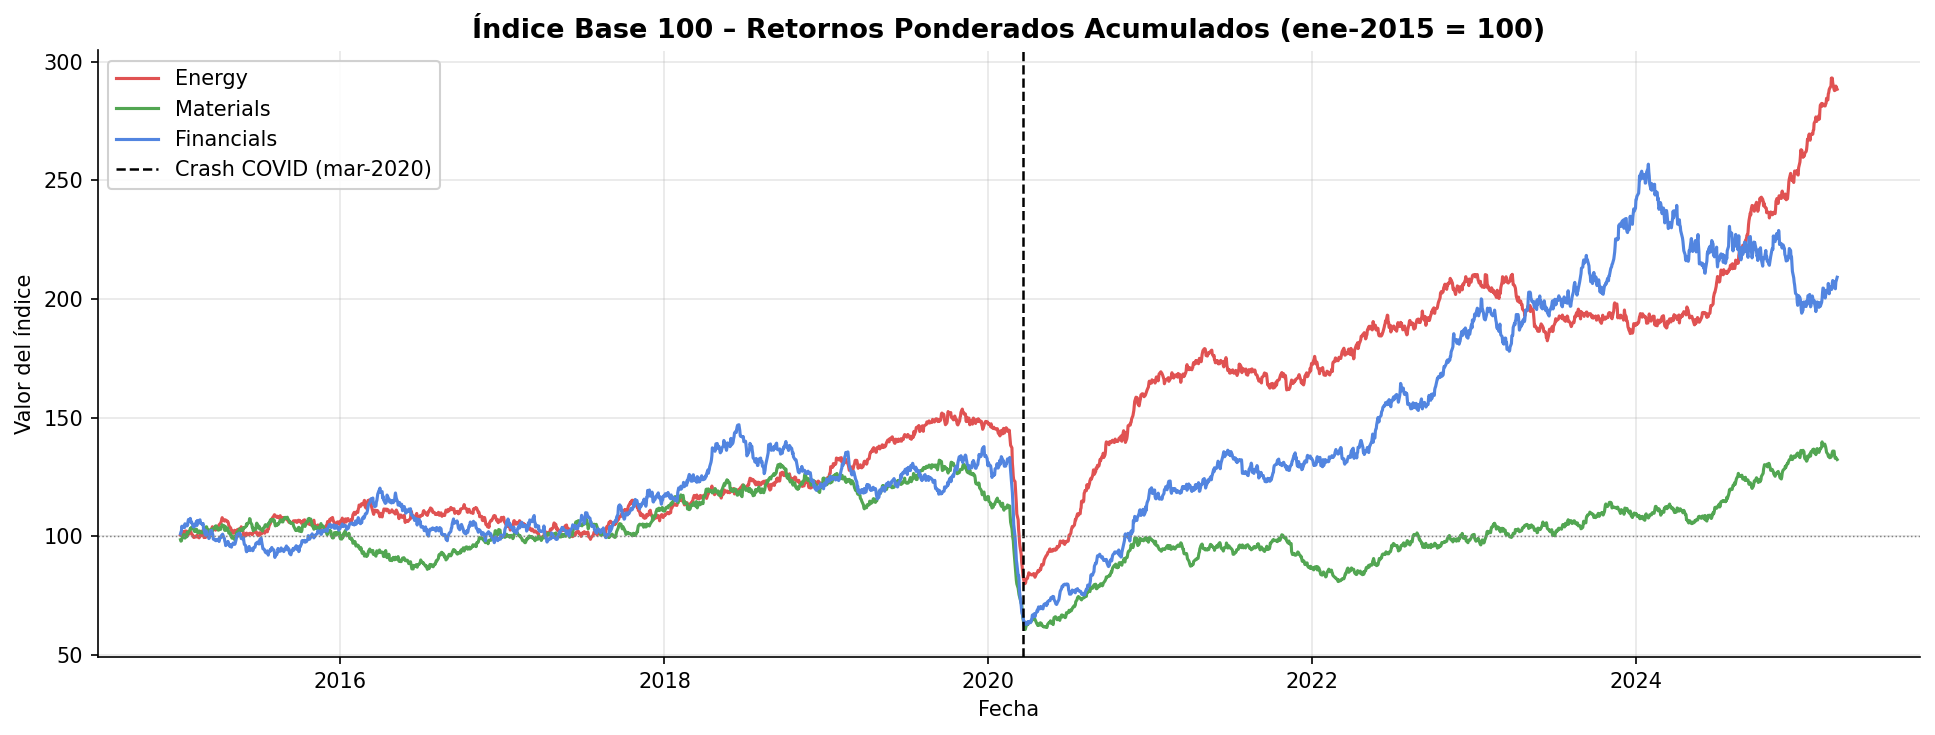 Índice Base 100 – Retornos Ponderados Acumulados (ene-2015 = 100)
Energy
Materials
Financials
Crash COVID (mar-2020)
Valor del índice
300
250
200
150
100
50
2016
2018
2020
2022
2024
Fecha